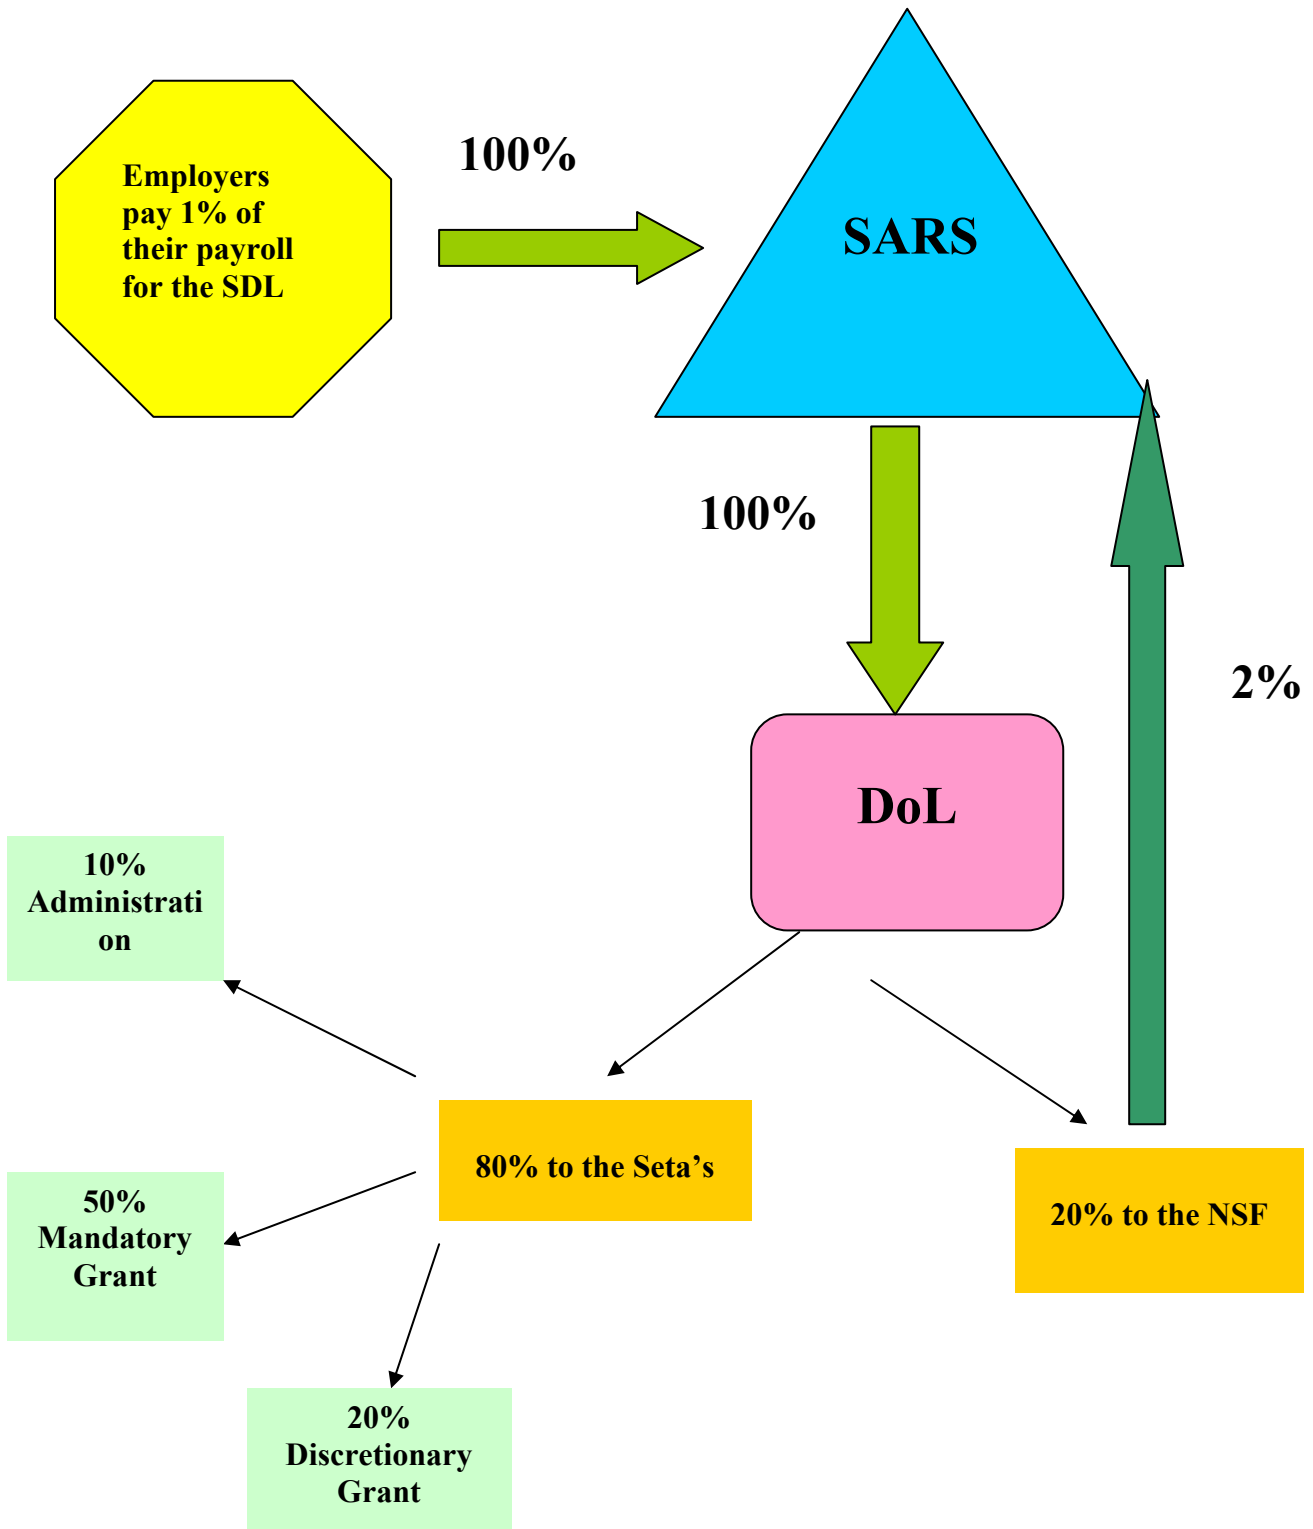 Employers
pay 1% of
their payroll
for the SDL
100%
SARS
100%
2%
DoL
10%
Administrati
on
80% to the Seta’s
50%
Mandatory
Grant
20% to the NSF
20%
Discretionary
Grant